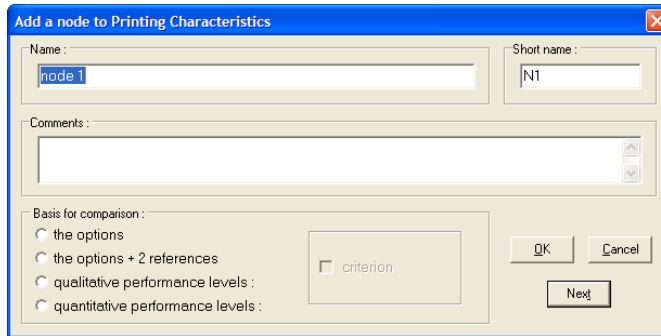 Add a node to Printing Characteristics
Name :
Short name :
node 1
N1
Comments :
Basis for comparison :
the options
the options + 2 references
qualitative performance levels :
quantitative performance levels :
criterion
OK
Cancel
Next